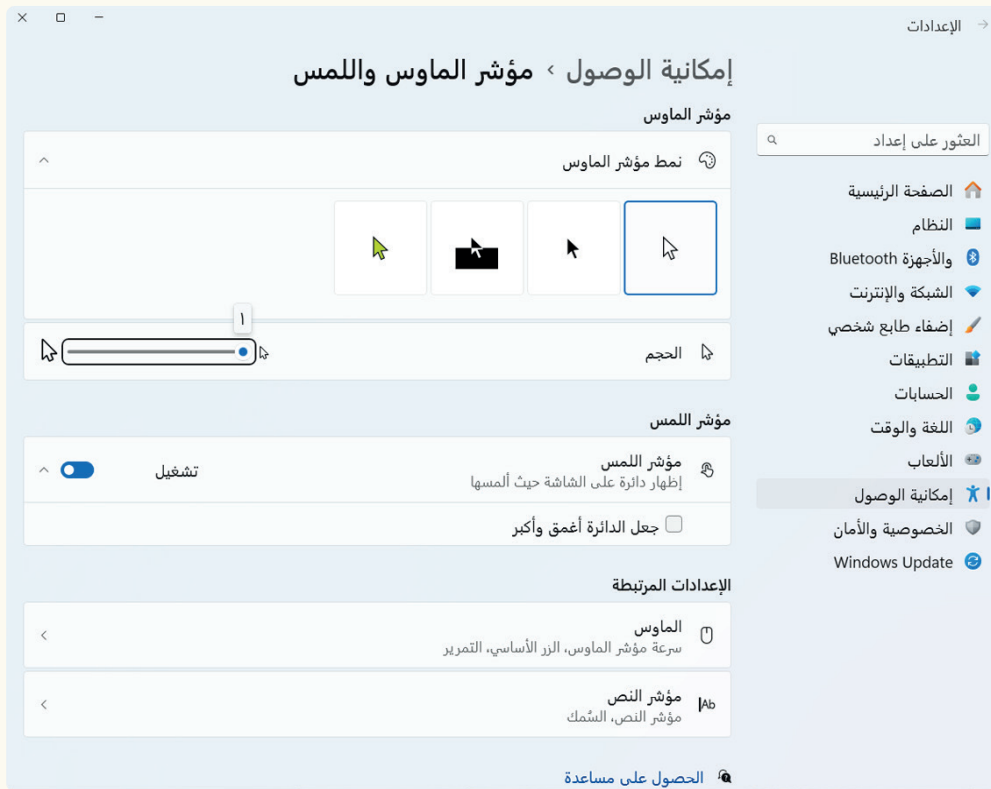 الإعدادات
إمكانية الوصول › مؤشر الماوس واللمس
العثور على إعداد
الصفحة الرئيسية
النظام
Bluetooth والأجهزة
الشبكة والإنترنت
إضفاء طابع شخصي
التطبيقات
الحسابات
اللغة والوقت
الألعاب
إمكانية الوصول
الخصوصية والأمان
Windows Update
مؤشر الماوس
نمط مؤشر الماوس
١
الحجم
مؤشر اللمس
مؤشر اللمس
إظهار دائرة على الشاشة حيث ألمسها
تشغيل
جعل الدائرة أغمق وأكبر
الإعدادات المرتبطة
الماوس
سرعة مؤشر الماوس، الزر الأساسي، التمرير
Ab
مؤشر النص
مؤشر النص، السُمك
الحصول على مساعدة